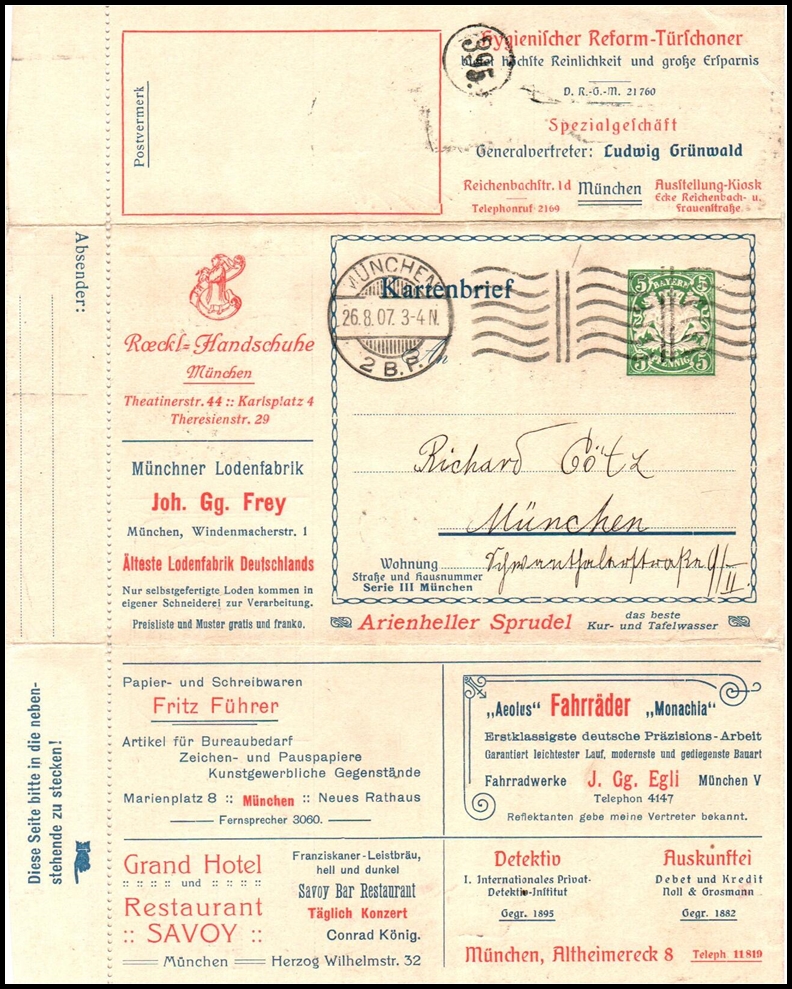 Postvermerk
395.
Hygienischer Reform-Türschoner
bietet höchste Reinlichkeit und große Ersparnis
D. R.-G.-M. 21760
Spezialgeschäft
Generalvertreter: Ludwig Grünwald
Reichenbachstr. 1d München Ausstellung-Kiosk
Telephonruf 2169 Ecke Reichenbach- u.
Frauenstraße.
Absender:
Rœckl=Handschuhe
München
Theatinerstr. 44 :: Karlsplatz 4
Theresienstr. 29
Münchner Lodenfabrik
Joh. Gg. Frey
München, Windenmacherstr. 1
Älteste Lodenfabrik Deutschlands
Nur selbstgefertigte Loden kommen in
eigener Schneiderei zur Verarbeitung.
Preisliste und Muster gratis und franko.
MÜNCHEN
26.8.07. 3-4 N.
2 B.P.
Kartenbrief
5 BAYERN 5
5 PFENNIG 5
An
Richard Götz
München
Wohnung Schwanthalerstraße 9/II.
Straße und Hausnummer
Serie III München
Arienheller Sprudel das beste
Kur- und Tafelwasser
Diese Seite bitte in die neben-
stehende zu stecken!
Papier- und Schreibwaren
Fritz Führer
Artikel für Bureaubedarf
Zeichen- und Pauspapiere
Kunstgewerbliche Gegenstände
Marienplatz 8 :: München :: Neues Rathaus
Fernsprecher 3060.
„Aeolus" Fahrräder „Monachia"
Erstklassigste deutsche Präzisions-Arbeit
Garantiert leichtester Lauf, modernste und gediegenste Bauart
Fahrradwerke J. Gg. Egli München V
Telephon 4147
Reflektanten gebe meine Vertreter bekannt.
Grand Hotel
:: :: :: :: und :: :: :: ::
Restaurant
:: SAVOY ::
Franziskaner-Leistbräu,
hell und dunkel
Savoy Bar Restaurant
Täglich Konzert
Conrad König.
München Herzog Wilhelmstr. 32
Detektiv
I. Internationales Privat-
Detektiv-Institut
Gegr. 1895
Auskunftei
Debet und Kredit
Noll & Grosmann
Gegr. 1882
München, Altheimereck 8 Teleph 11819